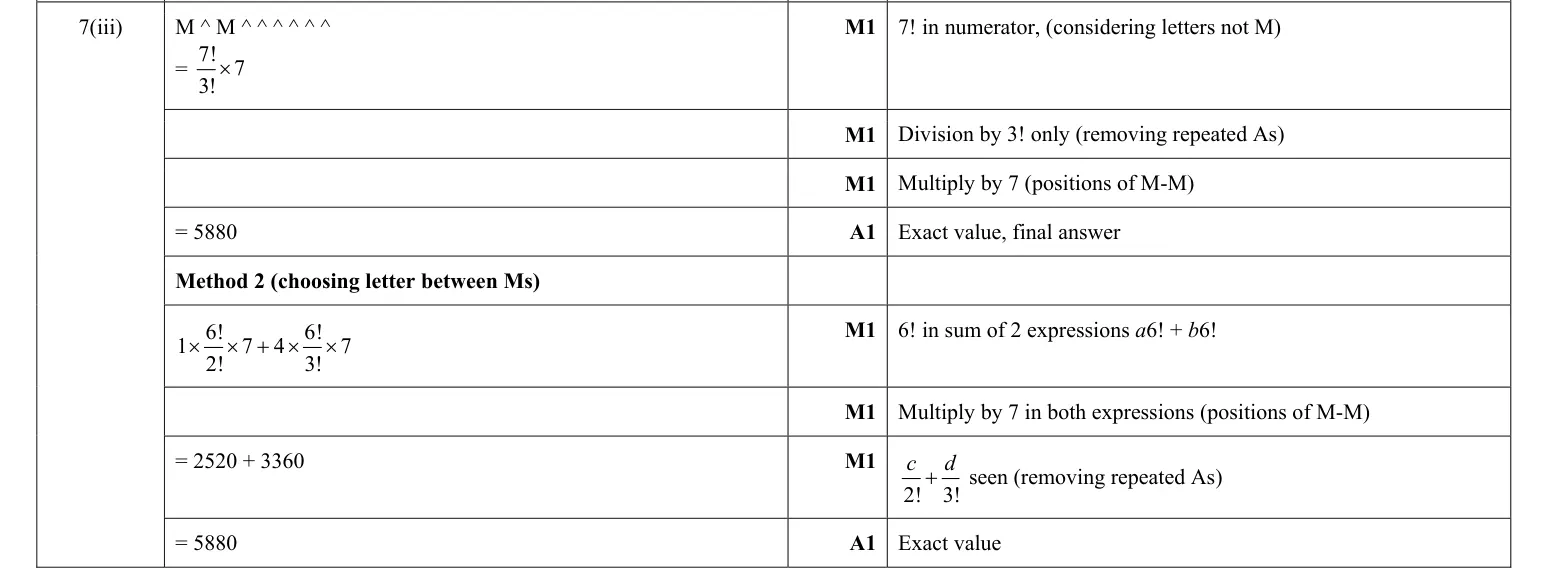 7(iii) M ^ M ^ ^ ^ ^ ^ ^ M1 7! in numerator, (considering letters not M)
= 7!/3! × 7
M1 Division by 3! only (removing repeated As)
M1 Multiply by 7 (positions of M-M)
= 5880 A1 Exact value, final answer
Method 2 (choosing letter between Ms)
1 × 6!/2! × 7 + 4 × 6!/3! × 7 M1 6! in sum of 2 expressions a6! + b6!
M1 Multiply by 7 in both expressions (positions of M-M)
= 2520 + 3360 M1 c/2! + d/3! seen (removing repeated As)
= 5880 A1 Exact value